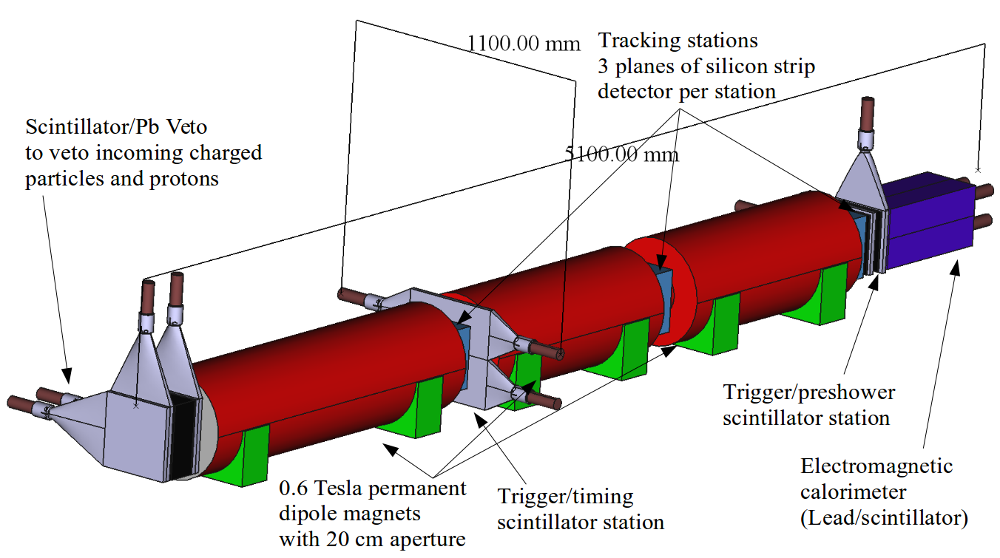 1100.00 mm
Tracking stations
3 planes of silicon strip
detector per station
Scintillator/Pb Veto
to veto incoming charged
particles and protons
5100.00 mm
Trigger/preshower
scintillator station
Electromagnetic
calorimeter
(Lead/scintillator)
0.6 Tesla permanent
dipole magnets
with 20 cm aperture
Trigger/timing
scintillator station